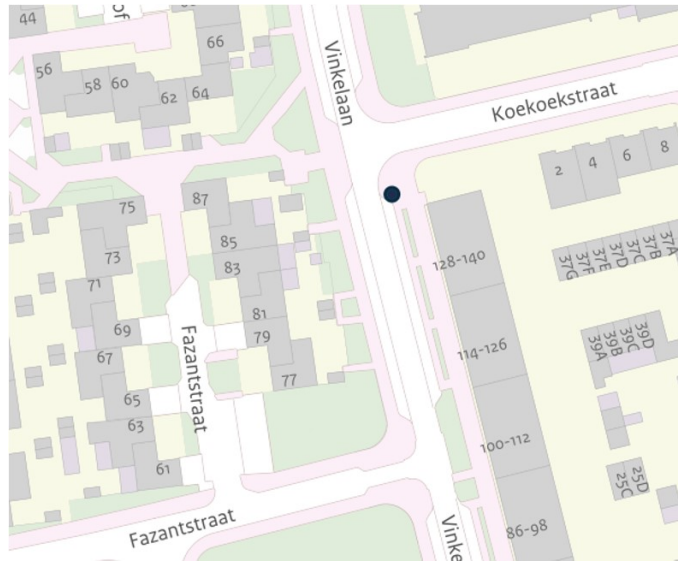 44
of
68
66
Vinkelaan
56
58
60
62
64
Koekoekstraat
2
4
6
8
75
87
73
85
83
71
81
69
79
67
77
65
63
61
Fazantstraat
Fazantstraat
128-140
114-126
100-112
86-98
37G
37F
37E
37D
37C
37B
37A
39A
39B
39C
39D
25C
25D
Vinke